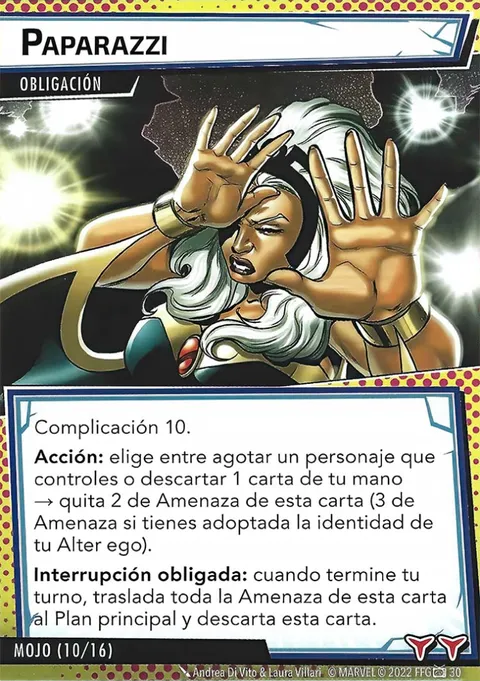 PAPARAZZI
OBLIGACIÓN
Complicación 10.
Acción: elige entre agotar un personaje que
controles o descartar 1 carta de tu mano
→ quita 2 de Amenaza de esta carta (3 de
Amenaza si tienes adoptada la identidad de
tu Alter ego).
Interrupción obligada: cuando termine tu
turno, traslada toda la Amenaza de esta carta
al Plan principal y descarta esta carta.
MOJO (10/16)
Andrea Di Vito & Laura Villari © MARVEL © 2022 FFG 30